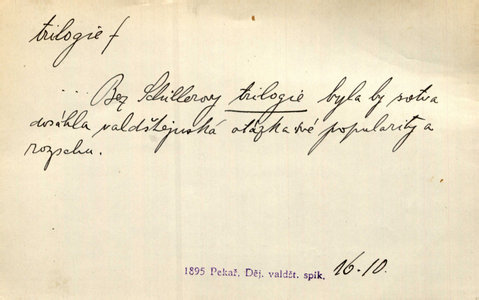 trilogie f
... Bez Schillerovy trilogie byla by sotva
dosáhla valdštejnská otázka své popularity a
rozsahu.
1895 Pekař. Děj. valdšt. spik. 16-10.